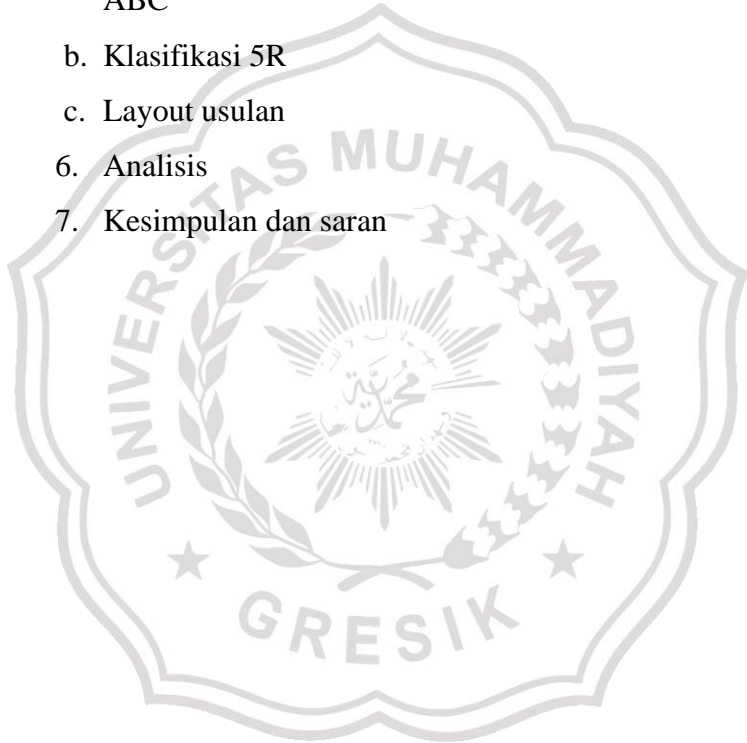 ABC
b. Klasifikasi 5R
c. Layout usulan
6. Analisis
7. Kesimpulan dan saran
UNIVERSITAS MUHAMMADIYAH
GRESIK